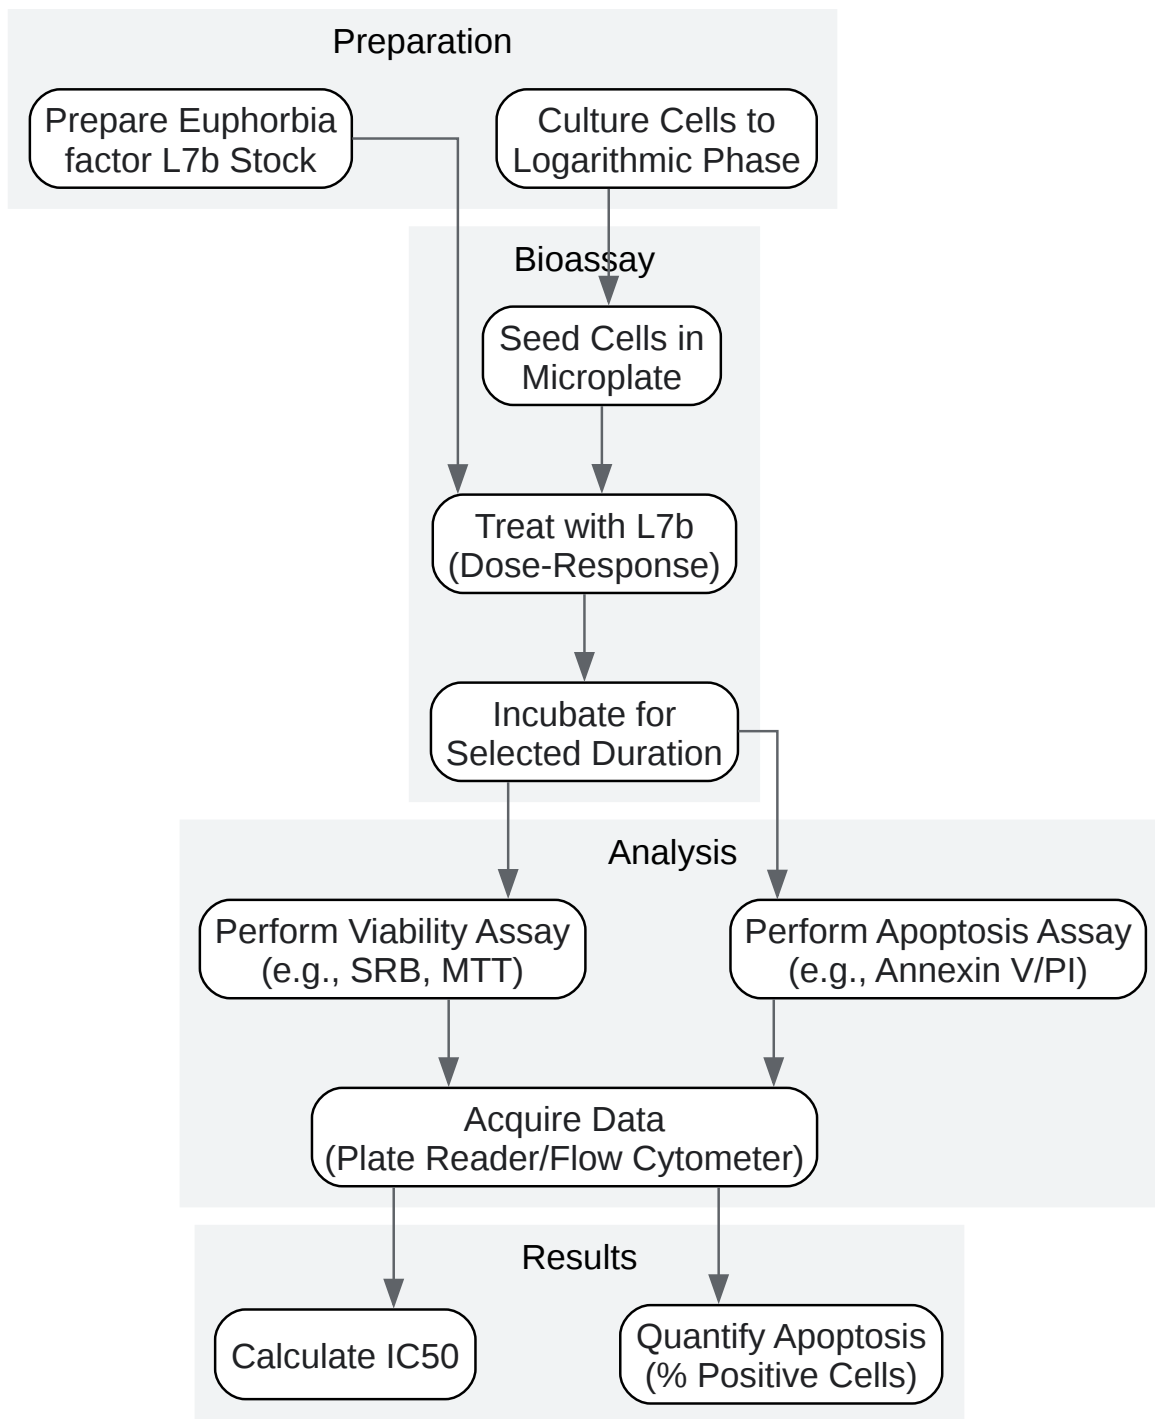 Preparation
Prepare Euphorbia
factor L7b Stock
Culture Cells to
Logarithmic Phase
Bioassay
Seed Cells in
Microplate
Treat with L7b
(Dose-Response)
Incubate for
Selected Duration
Analysis
Perform Viability Assay
(e.g., SRB, MTT)
Perform Apoptosis Assay
(e.g., Annexin V/PI)
Acquire Data
(Plate Reader/Flow Cytometer)
Results
Calculate IC50
Quantify Apoptosis
(% Positive Cells)